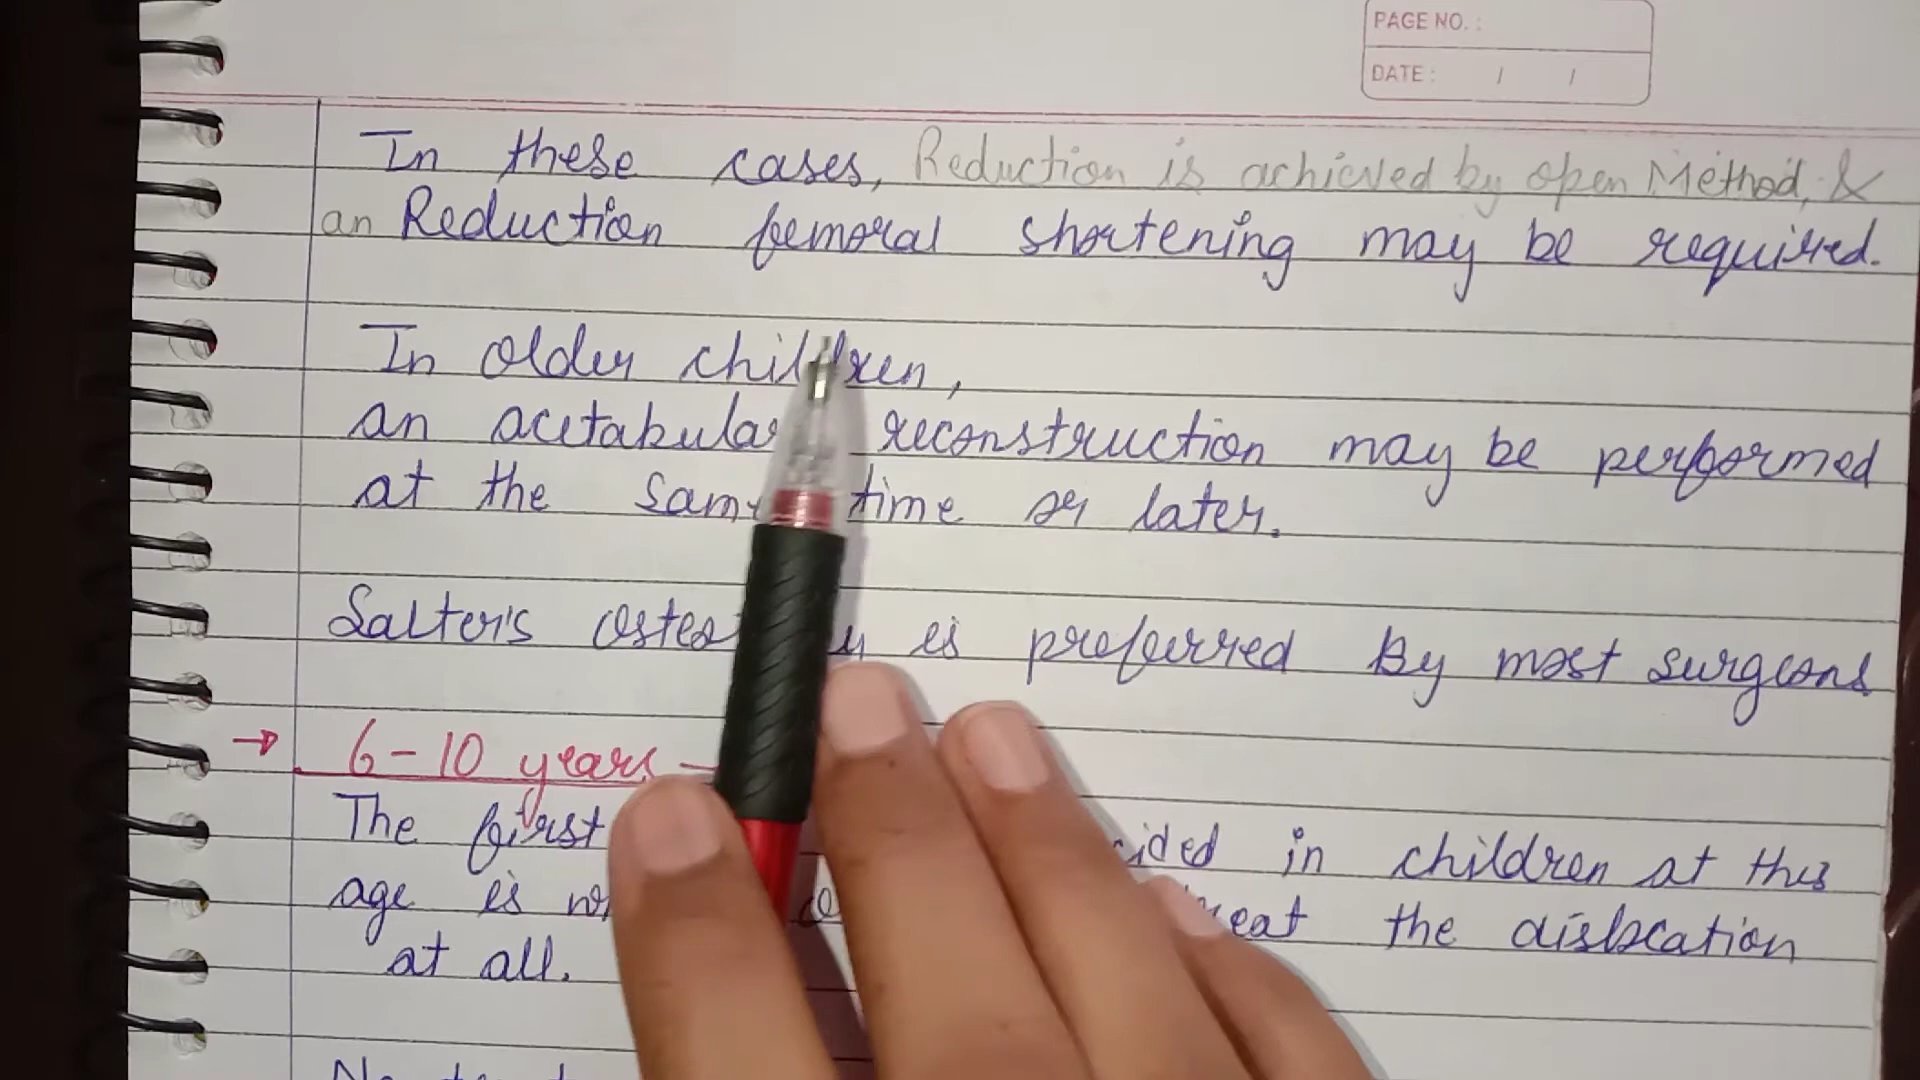 PAGE NO. :
DATE : / /
In these cases, Reduction is achieved by open Method, &
an Reduction femoral shortening may be required.
In older children,
an acetabular reconstruction may be performed
at the same time or later.
Salter's is preferred By most surgeons
6-10 years -
The first in children at this
age is the dislocation
at all.